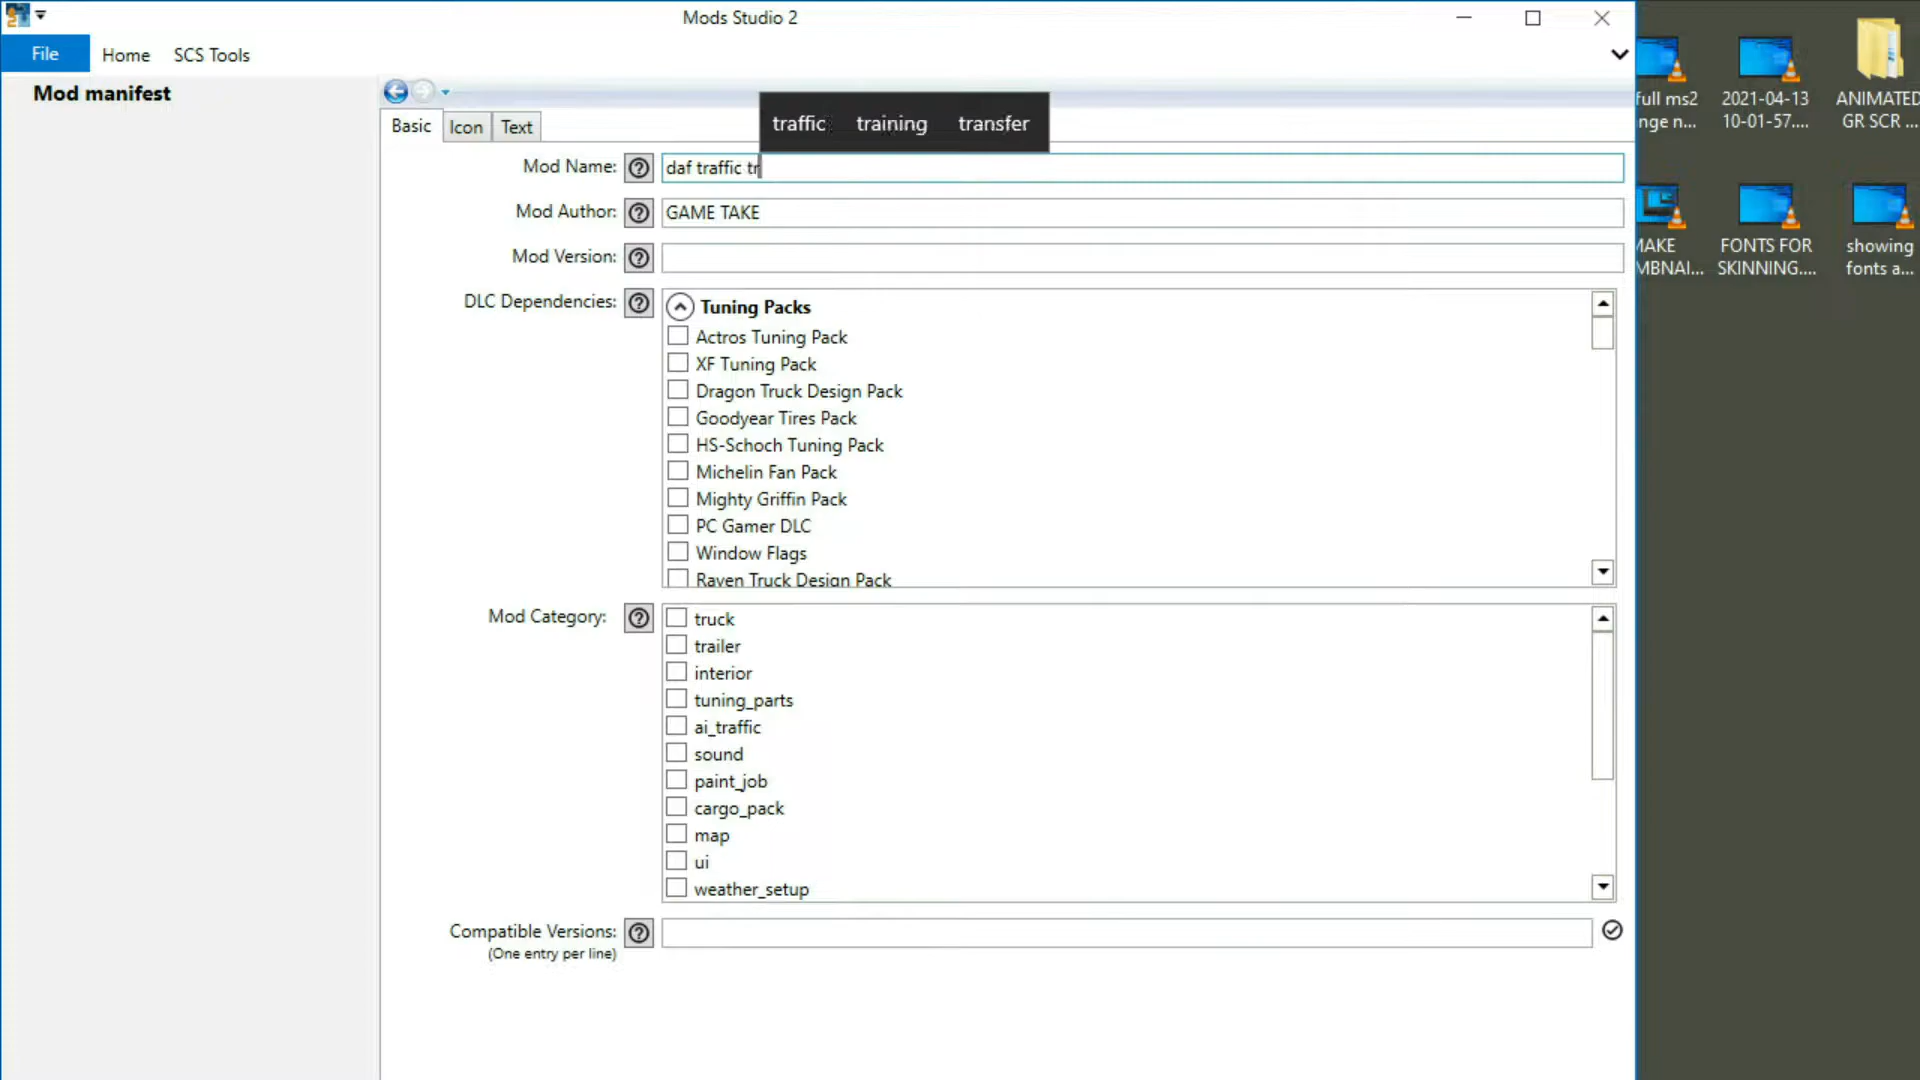 Mods Studio 2
File Home SCS Tools
Mod manifest
Basic Icon Text
traffic training transfer
Mod Name: daf traffic tr
Mod Author: GAME TAKE
Mod Version:
DLC Dependencies:
Tuning Packs
Actros Tuning Pack
XF Tuning Pack
Dragon Truck Design Pack
Goodyear Tires Pack
HS-Schoch Tuning Pack
Michelin Fan Pack
Mighty Griffin Pack
PC Gamer DLC
Window Flags
Raven Truck Design Pack
Mod Category:
truck
trailer
interior
tuning_parts
ai_traffic
sound
paint_job
cargo_pack
map
ui
weather_setup
Compatible Versions:
(One entry per line)
full ms2
nge n...
2021-04-13
10-01-57....
ANIMATED
GR SCR ...
MAKE
MBNAI...
FONTS FOR
SKINNING....
showing
fonts a...